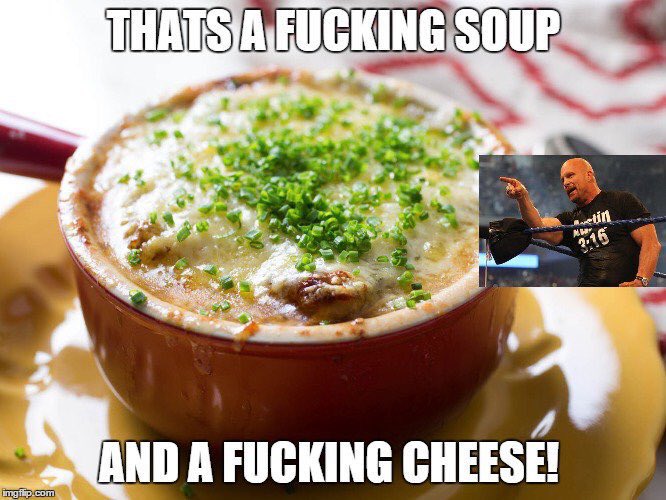 THATS A FUCKING SOUP
Austin
3:16
AND A FUCKING CHEESE!
imgflip.com